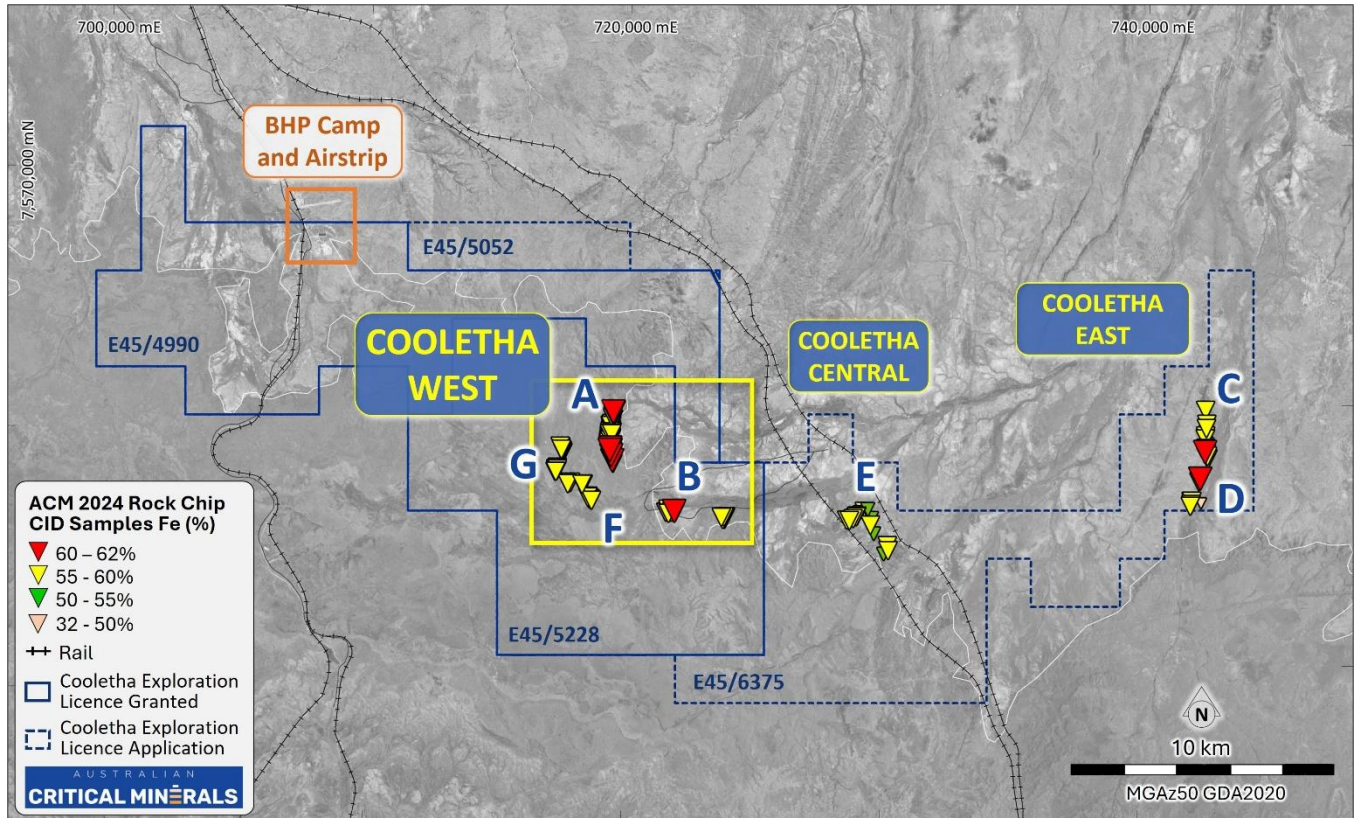 700,000 mE
720,000 mE
740,000 mE
7,570,000 mN
BHP Camp
and Airstrip
E45/5052
E45/4990
COOLETHA
WEST
COOLETHA
CENTRAL
COOLETHA
EAST
A
G
B
F
E
C
D
E45/5228
E45/6375
ACM 2024 Rock Chip
CID Samples Fe (%)
60 – 62%
55 - 60%
50 - 55%
32 - 50%
Rail
Cooletha Exploration
Licence Granted
Cooletha Exploration
Licence Application
AUSTRALIAN
CRITICAL MINERALS
N
10 km
MGAz50 GDA2020